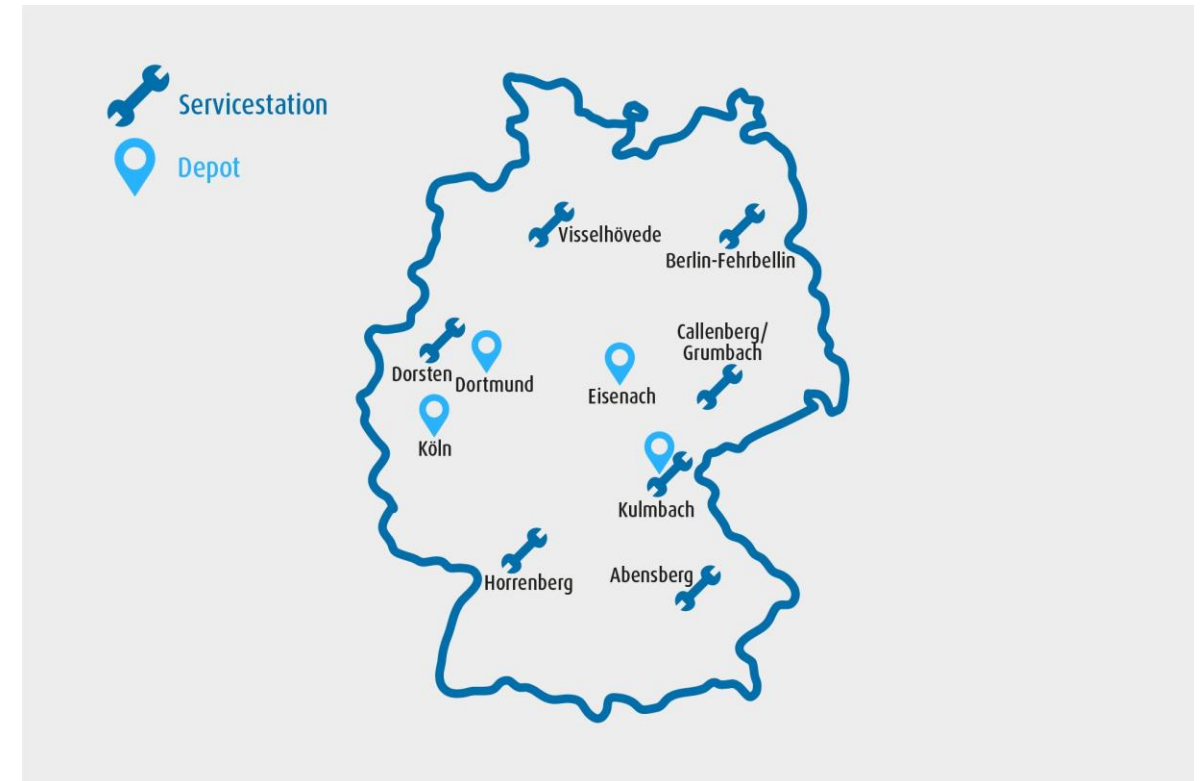 Servicestation
Depot
Visselhövede
Berlin-Fehrbellin
Callenberg/
Grumbach
Dorsten
Dortmund
Eisenach
Köln
Kulmbach
Horrenberg
Abensberg